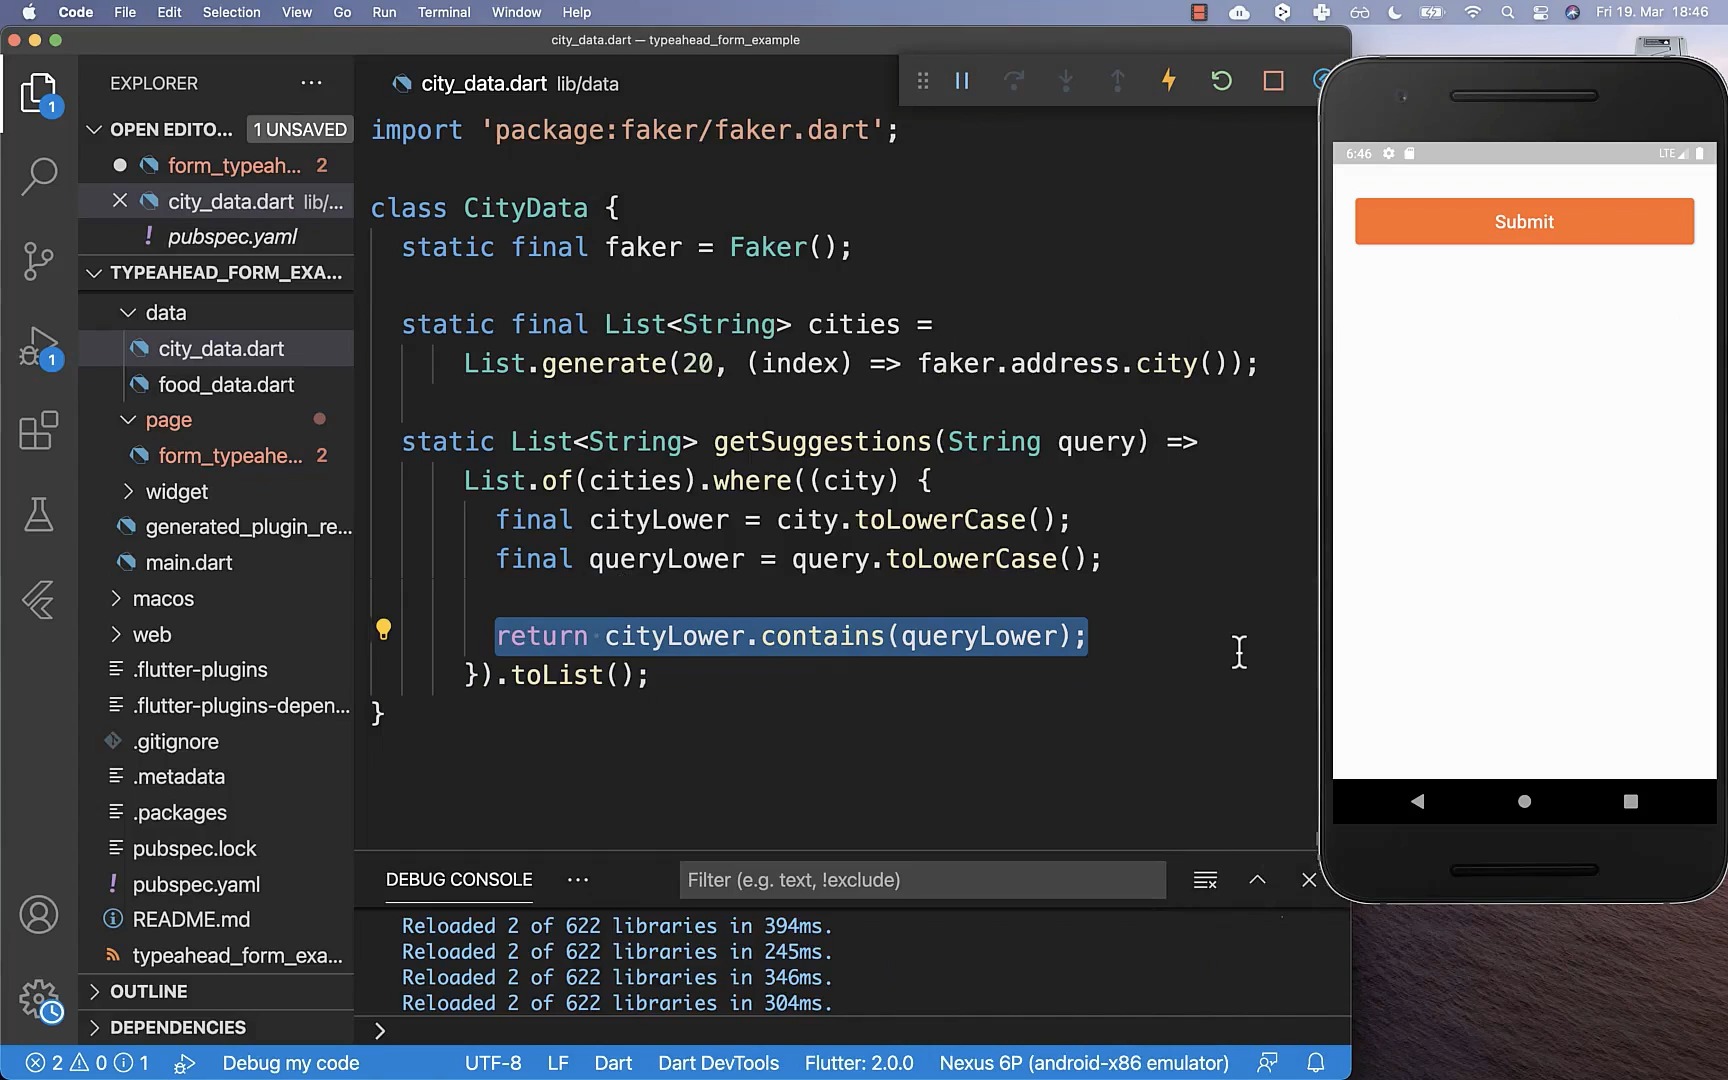 Code File Edit Selection View Go Run Terminal Window Help Fri 19. Mar 18:46
city_data.dart — typeahead_form_example
EXPLORER ···
1
OPEN EDITO... 1 UNSAVED
form_typeah... 2
city_data.dart lib/...
! pubspec.yaml
TYPEAHEAD_FORM_EXA...
data
city_data.dart
1
food_data.dart
page
form_typeahe... 2
widget
generated_plugin_re...
main.dart
macos
web
.flutter-plugins
.flutter-plugins-depen...
.gitignore
.metadata
.packages
pubspec.lock
! pubspec.yaml
README.md
typeahead_form_exa...
OUTLINE
DEPENDENCIES
city_data.dart lib/data
import 'package:faker/faker.dart';
class CityData {
static final faker = Faker();
static final List<String> cities =
List.generate(20, (index) => faker.address.city());
static List<String> getSuggestions(String query) =>
List.of(cities).where((city) {
final cityLower = city.toLowerCase();
final queryLower = query.toLowerCase();
return cityLower.contains(queryLower);
}).toList();
}
DEBUG CONSOLE ··· Filter (e.g. text, !exclude)
Reloaded 2 of 622 libraries in 394ms.
Reloaded 2 of 622 libraries in 245ms.
Reloaded 2 of 622 libraries in 346ms.
Reloaded 2 of 622 libraries in 304ms.
>
2 0 1 Debug my code UTF-8 LF Dart Dart DevTools Flutter: 2.0.0 Nexus 6P (android-x86 emulator)
6:46 LTE
Submit